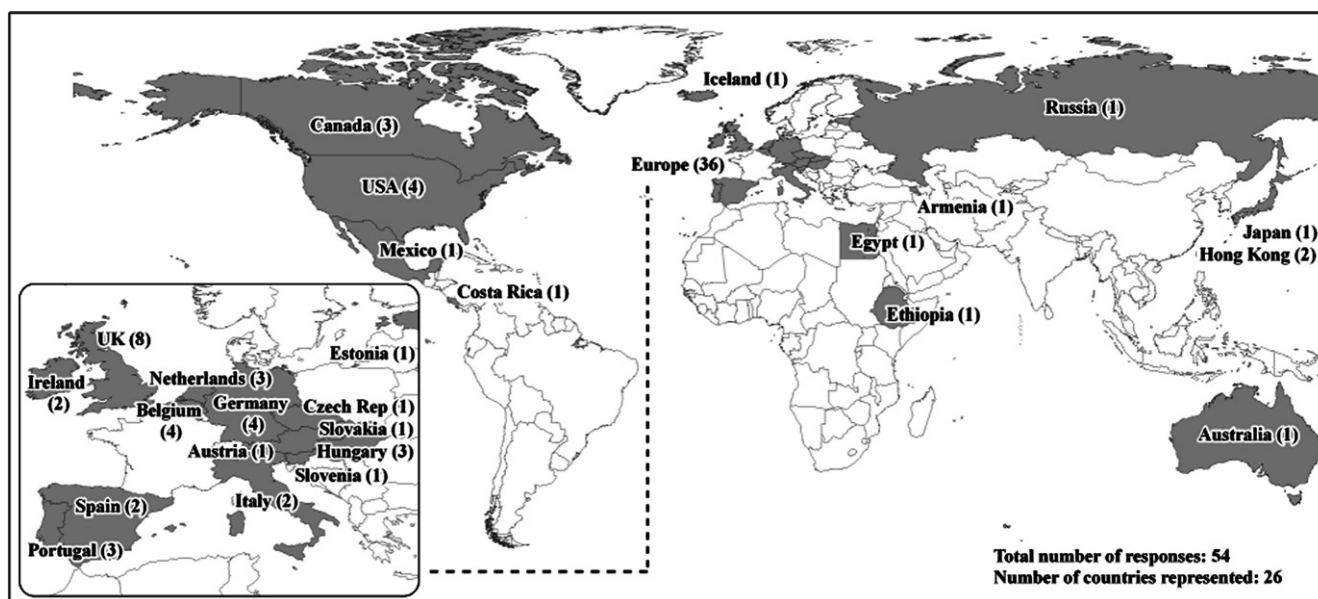 Iceland (1)
Russia (1)
Canada (3)
Europe (36)
USA (4)
Armenia (1)
Mexico (1)
Egypt (1)
Japan (1)
Hong Kong (2)
Costa Rica (1)
Ethiopia (1)
Australia (1)
UK (8)
Estonia (1)
Ireland
(2)
Netherlands (3)
Belgium
(4)
Germany
(4)
Czech Rep (1)
Slovakia (1)
Austria (1)
Hungary (3)
Slovenia (1)
Spain (2)
Italy (2)
Portugal (3)
Total number of responses: 54
Number of countries represented: 26